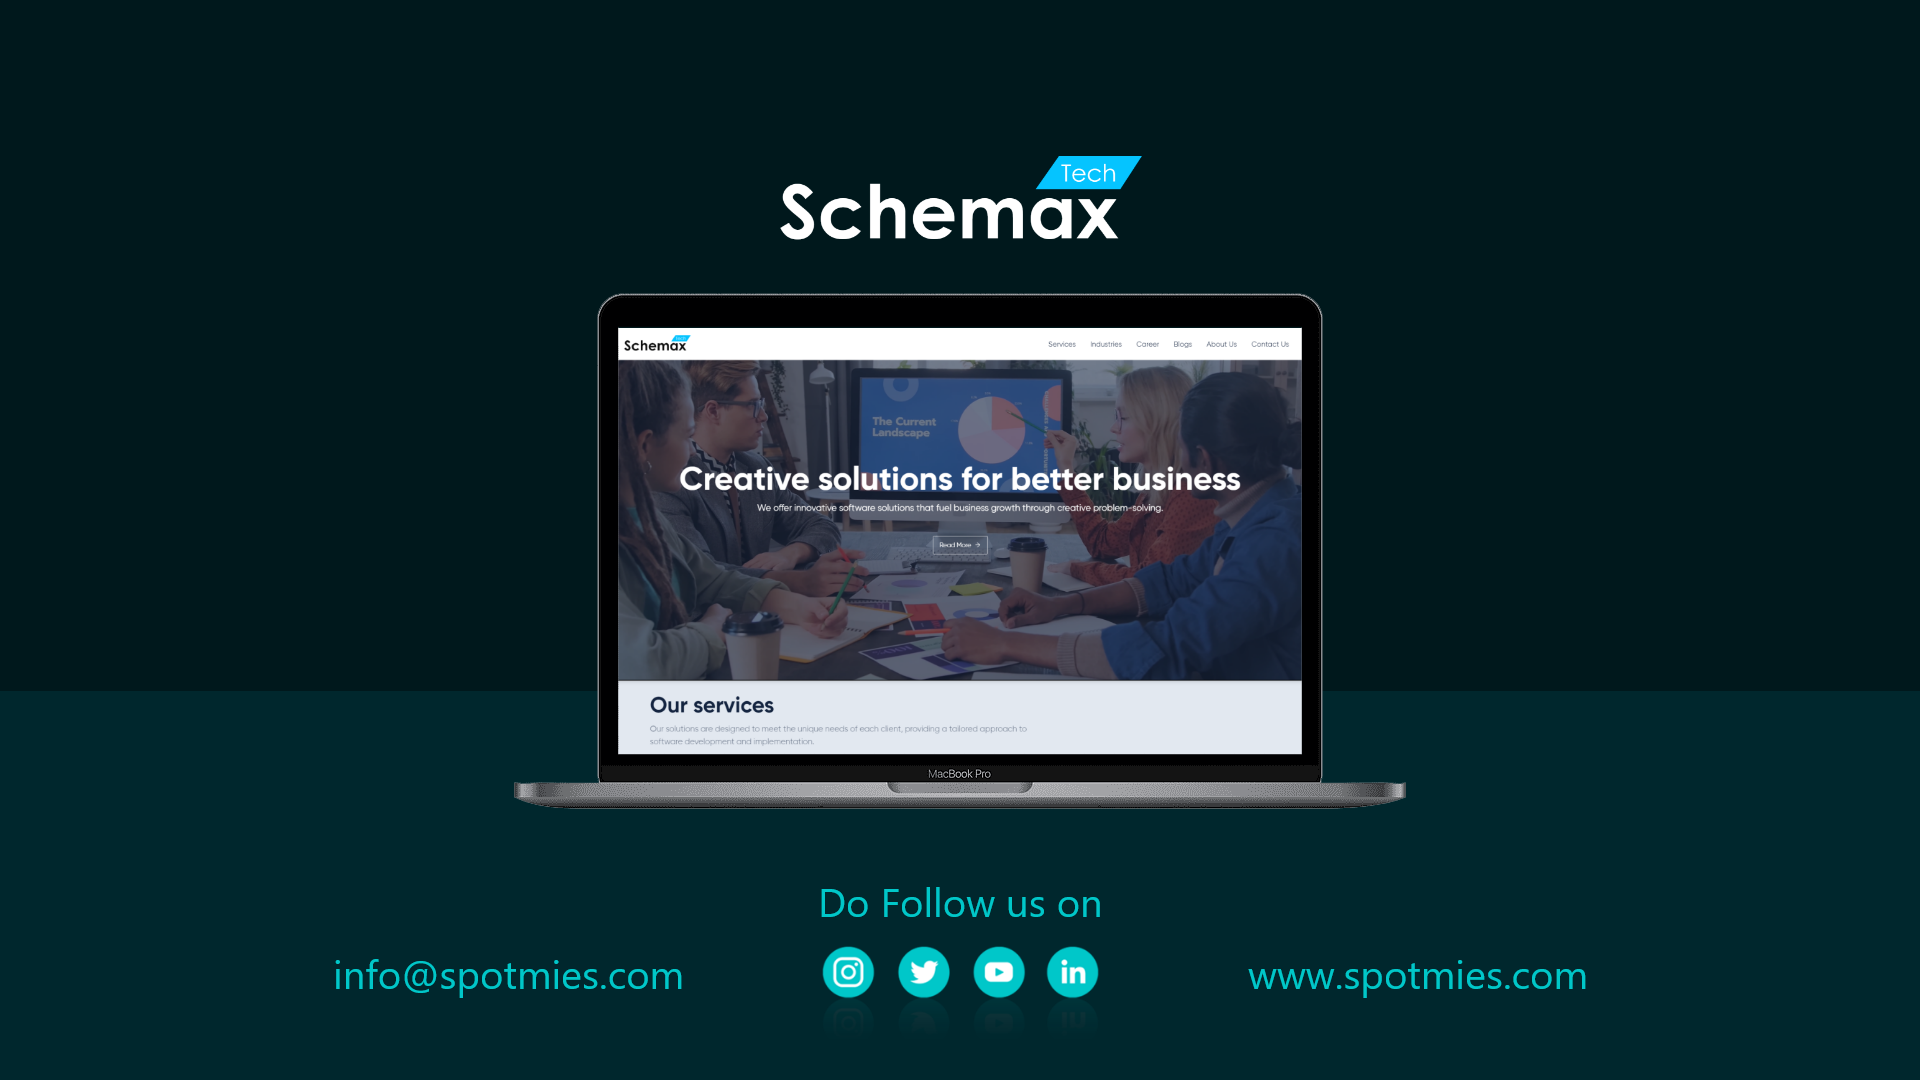 Tech
Schemax
Schemax
Tech
Services Industries Career Blogs About Us Contact Us
The Current
Landscape
Creative solutions for better business
We offer innovative software solutions that fuel business growth through creative problem-solving.
Read More →
Our services
Our solutions are designed to meet the unique needs of each client, providing a tailored approach to
software development and implementation.
MacBook Pro
Do Follow us on
info@spotmies.com
in
www.spotmies.com